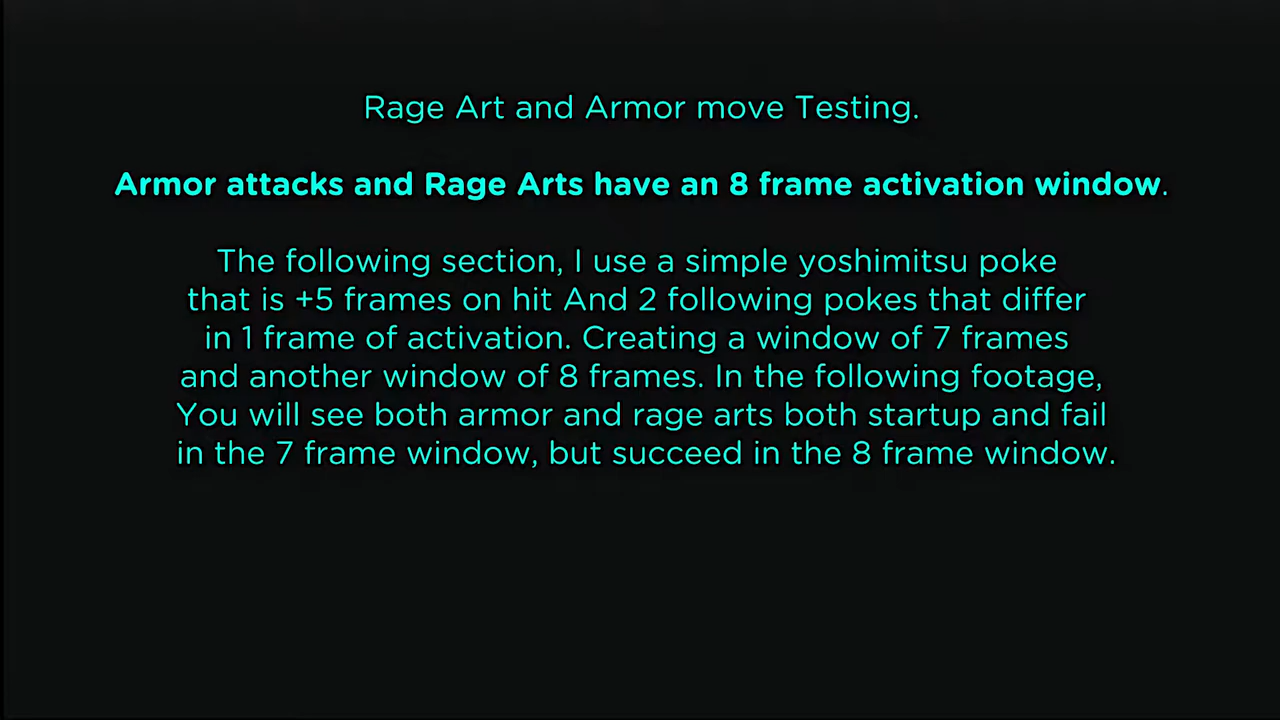 Rage Art and Armor move Testing.
Armor attacks and Rage Arts have an 8 frame activation window.
The following section, I use a simple yoshimitsu poke
that is +5 frames on hit And 2 following pokes that differ
in 1 frame of activation. Creating a window of 7 frames
and another window of 8 frames. In the following footage,
You will see both armor and rage arts both startup and fail
in the 7 frame window, but succeed in the 8 frame window.